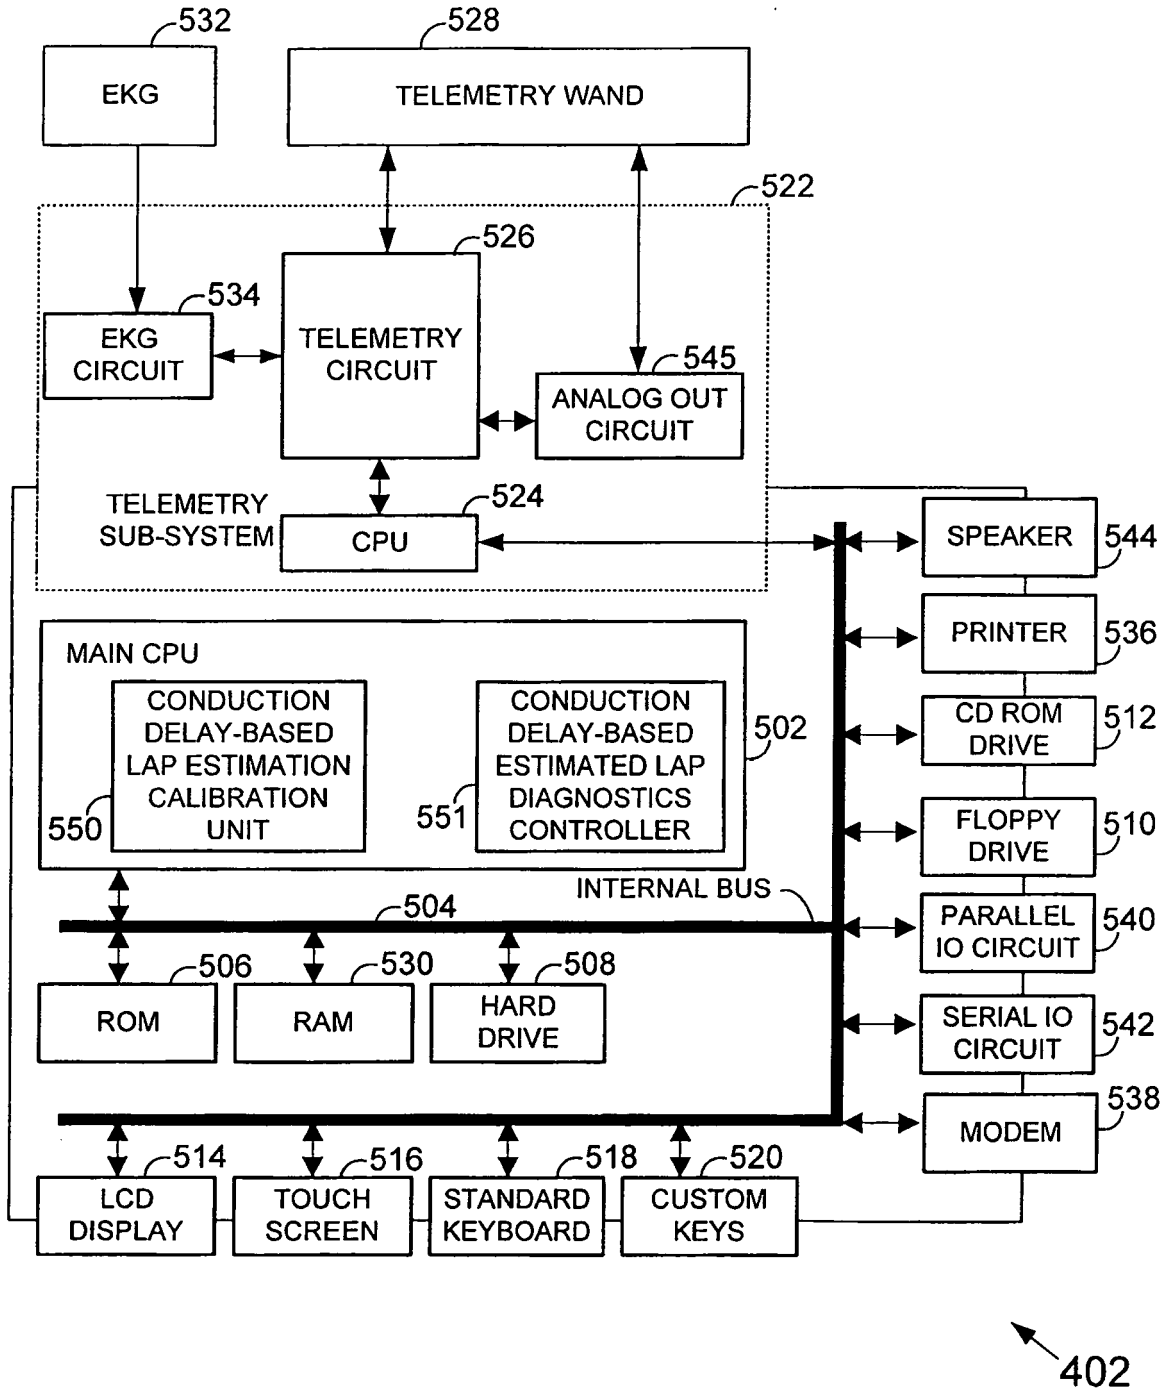 532
EKG
528
TELEMETRY WAND
522
526
TELEMETRY
CIRCUIT
534
EKG
CIRCUIT
545
ANALOG OUT
CIRCUIT
TELEMETRY
SUB-SYSTEM
524
CPU
SPEAKER
544
PRINTER
536
CD ROM
DRIVE
512
FLOPPY
DRIVE
510
PARALLEL
IO CIRCUIT
540
SERIAL IO
CIRCUIT
542
MODEM
538
MAIN CPU
502
CONDUCTION
DELAY-BASED
LAP ESTIMATION
CALIBRATION
UNIT
550
CONDUCTION
DELAY-BASED
ESTIMATED LAP
DIAGNOSTICS
CONTROLLER
551
INTERNAL BUS
504
506
ROM
530
RAM
508
HARD
DRIVE
514
LCD
DISPLAY
516
TOUCH
SCREEN
518
STANDARD
KEYBOARD
520
CUSTOM
KEYS
402